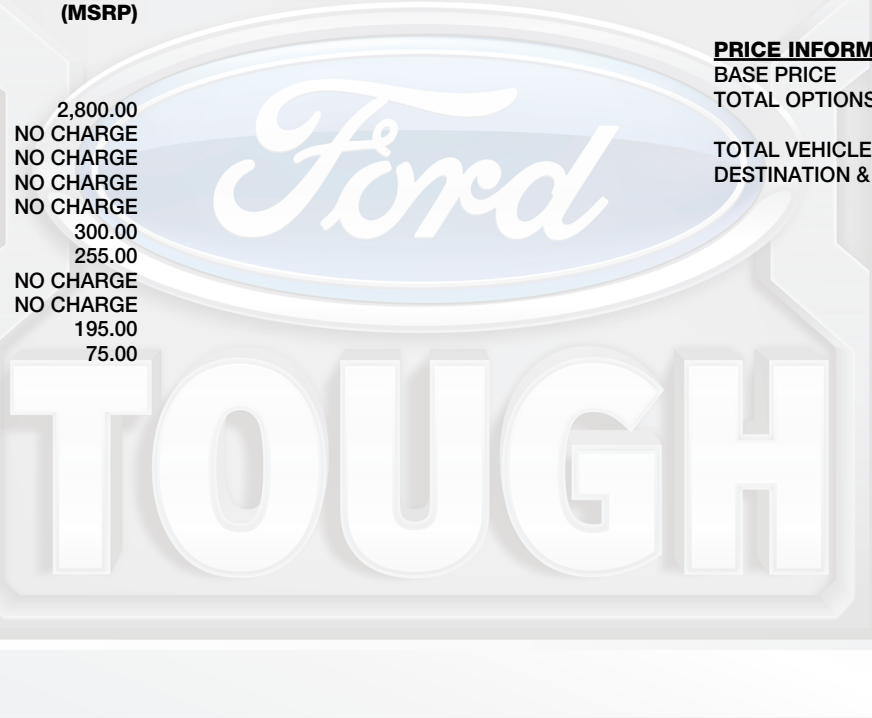 (MSRP)
2,800.00
NO CHARGE
NO CHARGE
NO CHARGE
NO CHARGE
300.00
255.00
NO CHARGE
NO CHARGE
195.00
75.00
PRICE INFORM
BASE PRICE
TOTAL OPTIONS
TOTAL VEHICLE
DESTINATION &
Ford
TOUGH